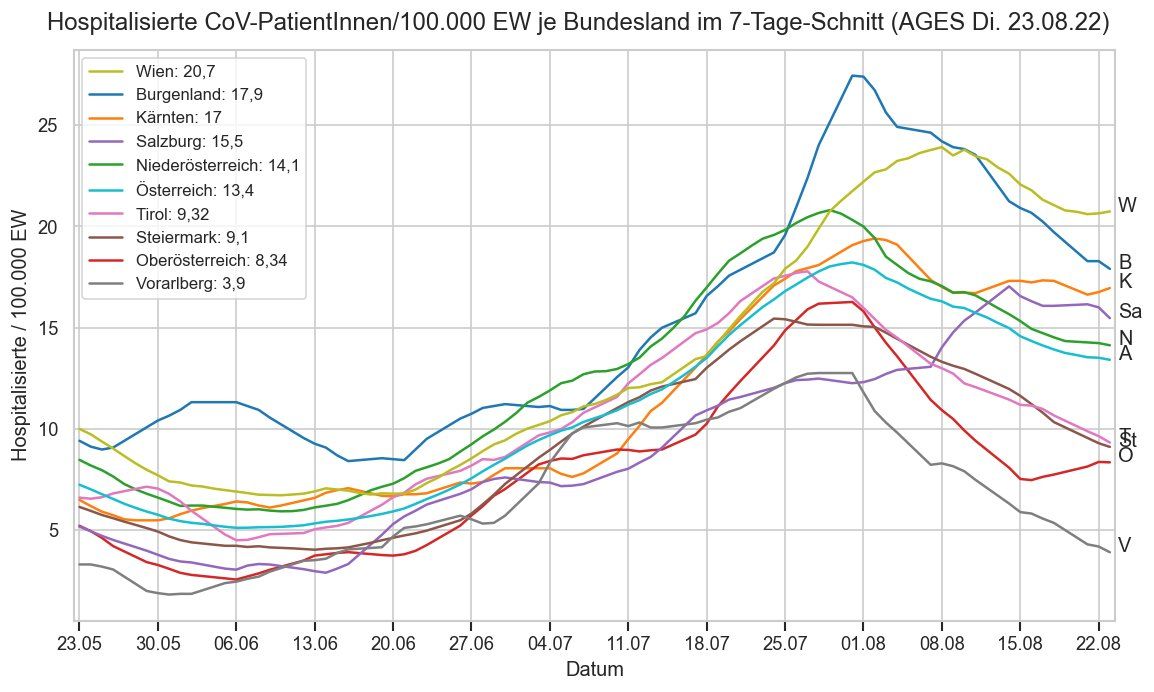 Hospitalisierte CoV-PatientInnen/100.000 EW je Bundesland im 7-Tage-Schnitt (AGES Di. 23.08.22)
Wien: 20,7
Burgenland: 17,9
Kärnten: 17
Salzburg: 15,5
Niederösterreich: 14,1
Österreich: 13,4
Tirol: 9,32
Steiermark: 9,1
Oberösterreich: 8,34
Vorarlberg: 3,9
Hospitalisierte / 100.000 EW
25
20
15
10
5
W
B
K
Sa
N
A
T
St
O
V
23.05 30.05 06.06 13.06 20.06 27.06 04.07 11.07 18.07 25.07 01.08 08.08 15.08 22.08
Datum